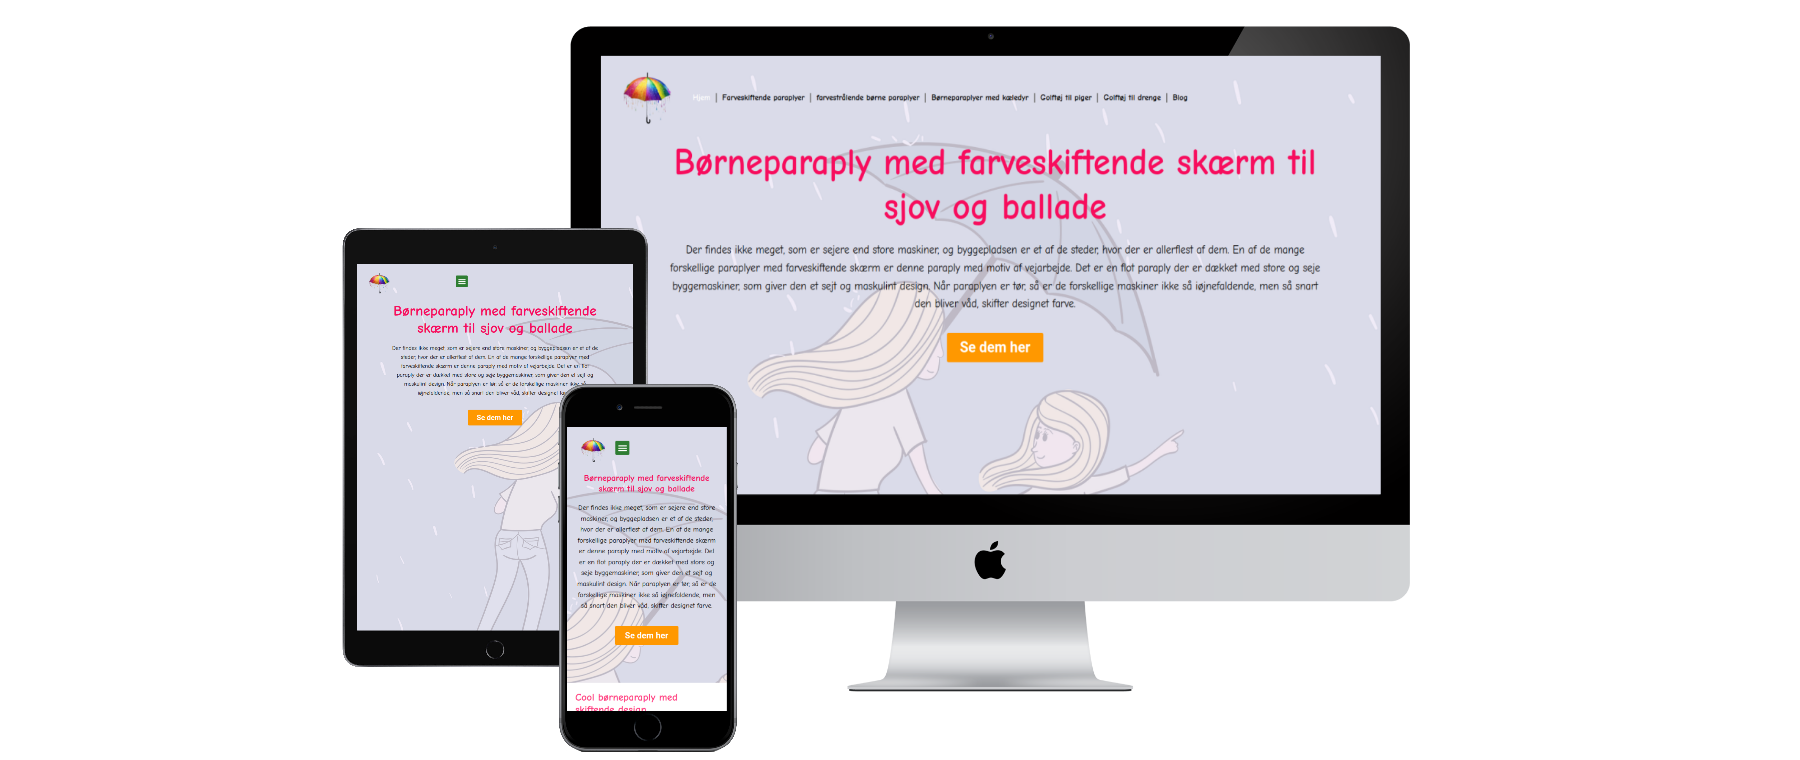 Hjem | Farveskiftende paraplyer | farvestrålende børne paraplyer | Børneparaplyer med kæledyr | Golftøj til piger | Golftøj til drenge | Blog
Børneparaply med farveskiftende skærm til
sjov og ballade
Der findes ikke meget, som er sejere end store maskiner, og byggepladsen er et af de steder, hvor der er allerflest af dem. En af de mange
forskellige paraplyer med farveskiftende skærm er denne paraply med motiv af vejarbejde. Det er en flot paraply der er dækket med store og seje
byggemaskiner, som giver den et sejt og maskulint design. Når paraplyen er tør, så er de forskellige maskiner ikke så iøjnefaldende, men så snart
den bliver våd, skifter designet farve.
Se dem her
Børneparaply med farveskiftende
skærm til sjov og ballade
Der findes ikke meget, som er sejere end store maskiner, og byggepladsen er et af de
steder, hvor der er allerflest af dem. En af de mange forskellige paraplyer med
farveskiftende skærm er denne paraply med motiv af vejarbejde. Det er en flot
paraply der er dækket med store og seje byggemaskiner, som giver den et sejt og
maskulint design. Når paraplyen er tør, så er de forskellige maskiner ikke så
iøjnefaldende, men så snart den bliver våd, skifter designet
Se dem her
Børneparaply med farveskiftende
skærm til sjov og ballade
Der findes ikke meget, som er sejere end store
maskiner, og byggepladsen er et af de steder,
hvor der er allerflest af dem. En af de mange
forskellige paraplyer med farveskiftende skærm
er denne paraply med motiv af vejarbejde. Det
er en flot paraply der er dækket med store og
seje byggemaskiner, som giver den et sejt og
maskulint design. Når paraplyen er tør, så er de
forskellige maskiner ikke så iøjnefaldende, men
så snart den bliver våd, skifter designet farve.
Se dem her
Cool børneparaply med
skiftende design